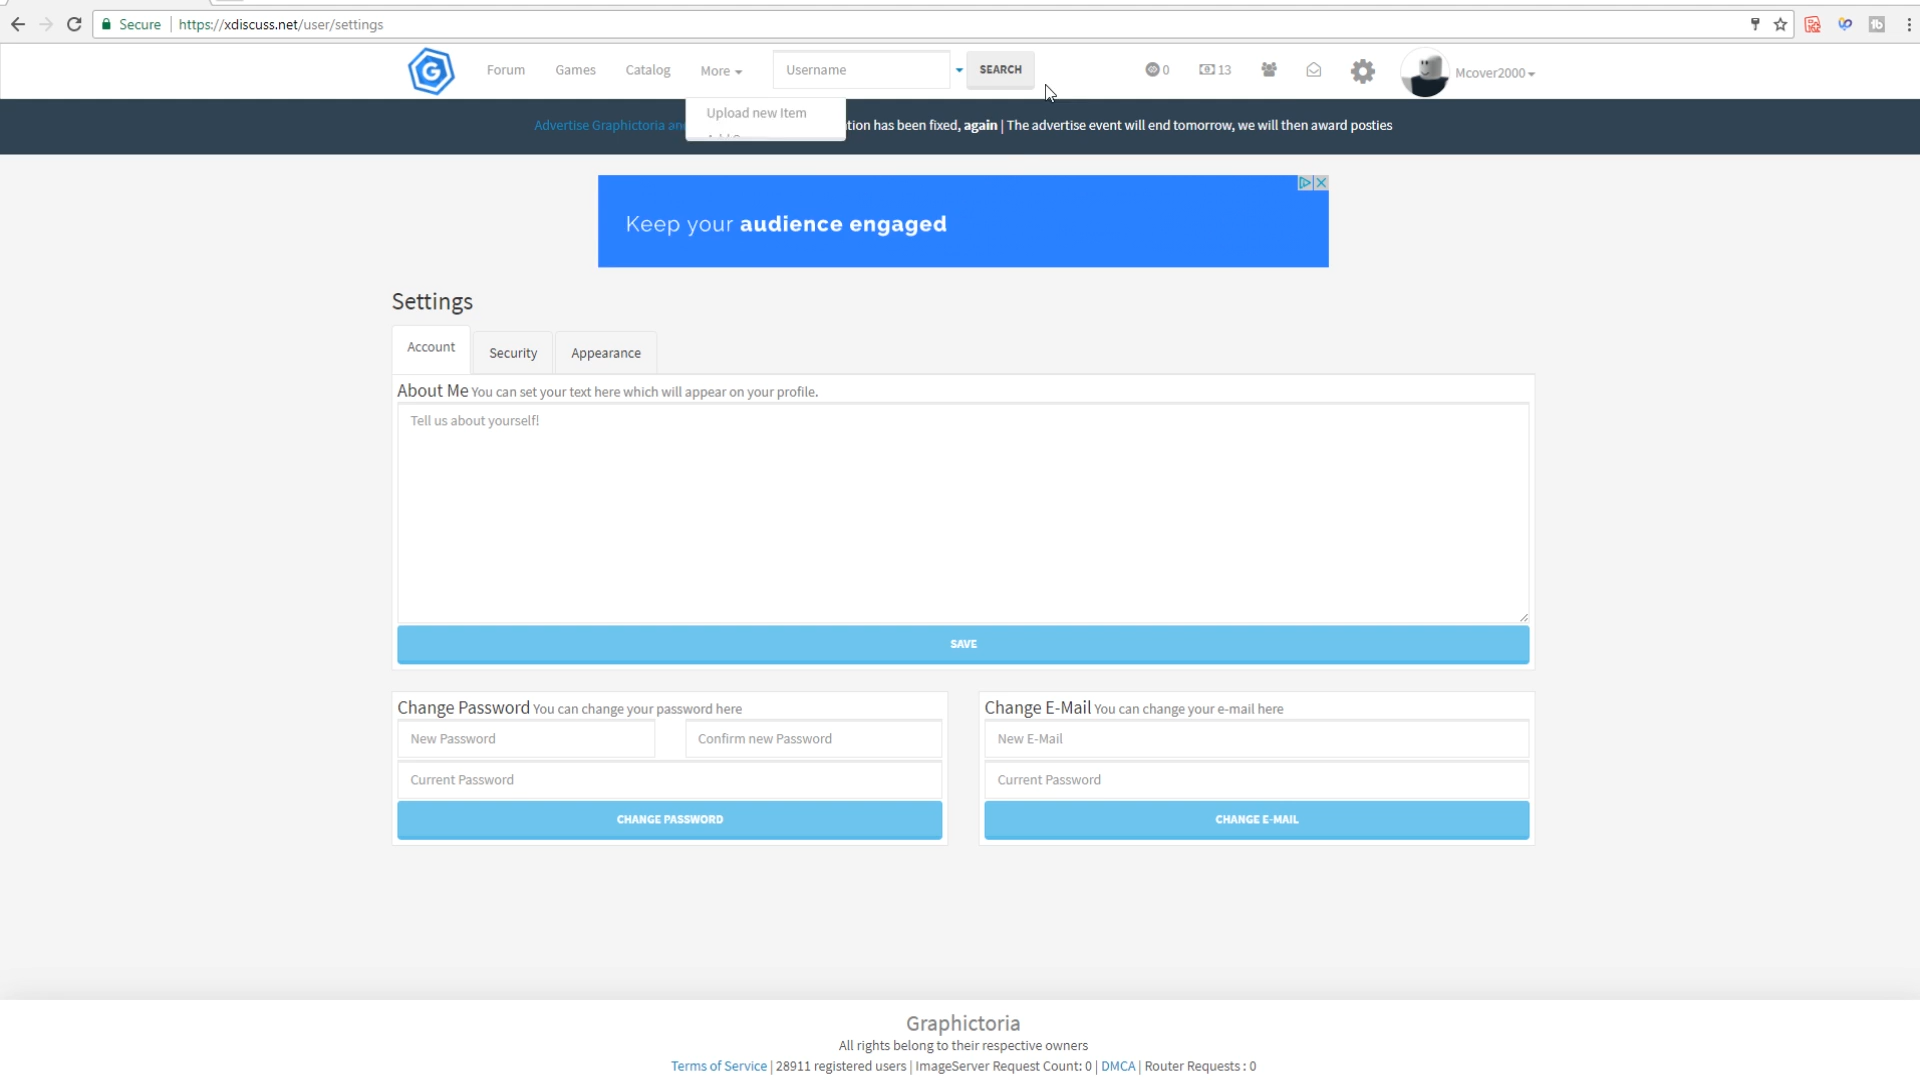 Secure | https://xdiscuss.net/user/settings
Forum Games Catalog More Username SEARCH 0 13 Mcover2000
Upload new Item
Advertise Graphictoria an tion has been fixed, again | The advertise event will end tomorrow, we will then award posties
Keep your audience engaged
Settings
Account Security Appearance
About Me You can set your text here which will appear on your profile.
Tell us about yourself!
SAVE
Change Password You can change your password here
New Password Confirm new Password
Current Password
CHANGE PASSWORD
Change E-Mail You can change your e-mail here
New E-Mail
Current Password
CHANGE E-MAIL
Graphictoria
All rights belong to their respective owners
Terms of Service | 28911 registered users | ImageServer Request Count: 0 | DMCA | Router Requests : 0